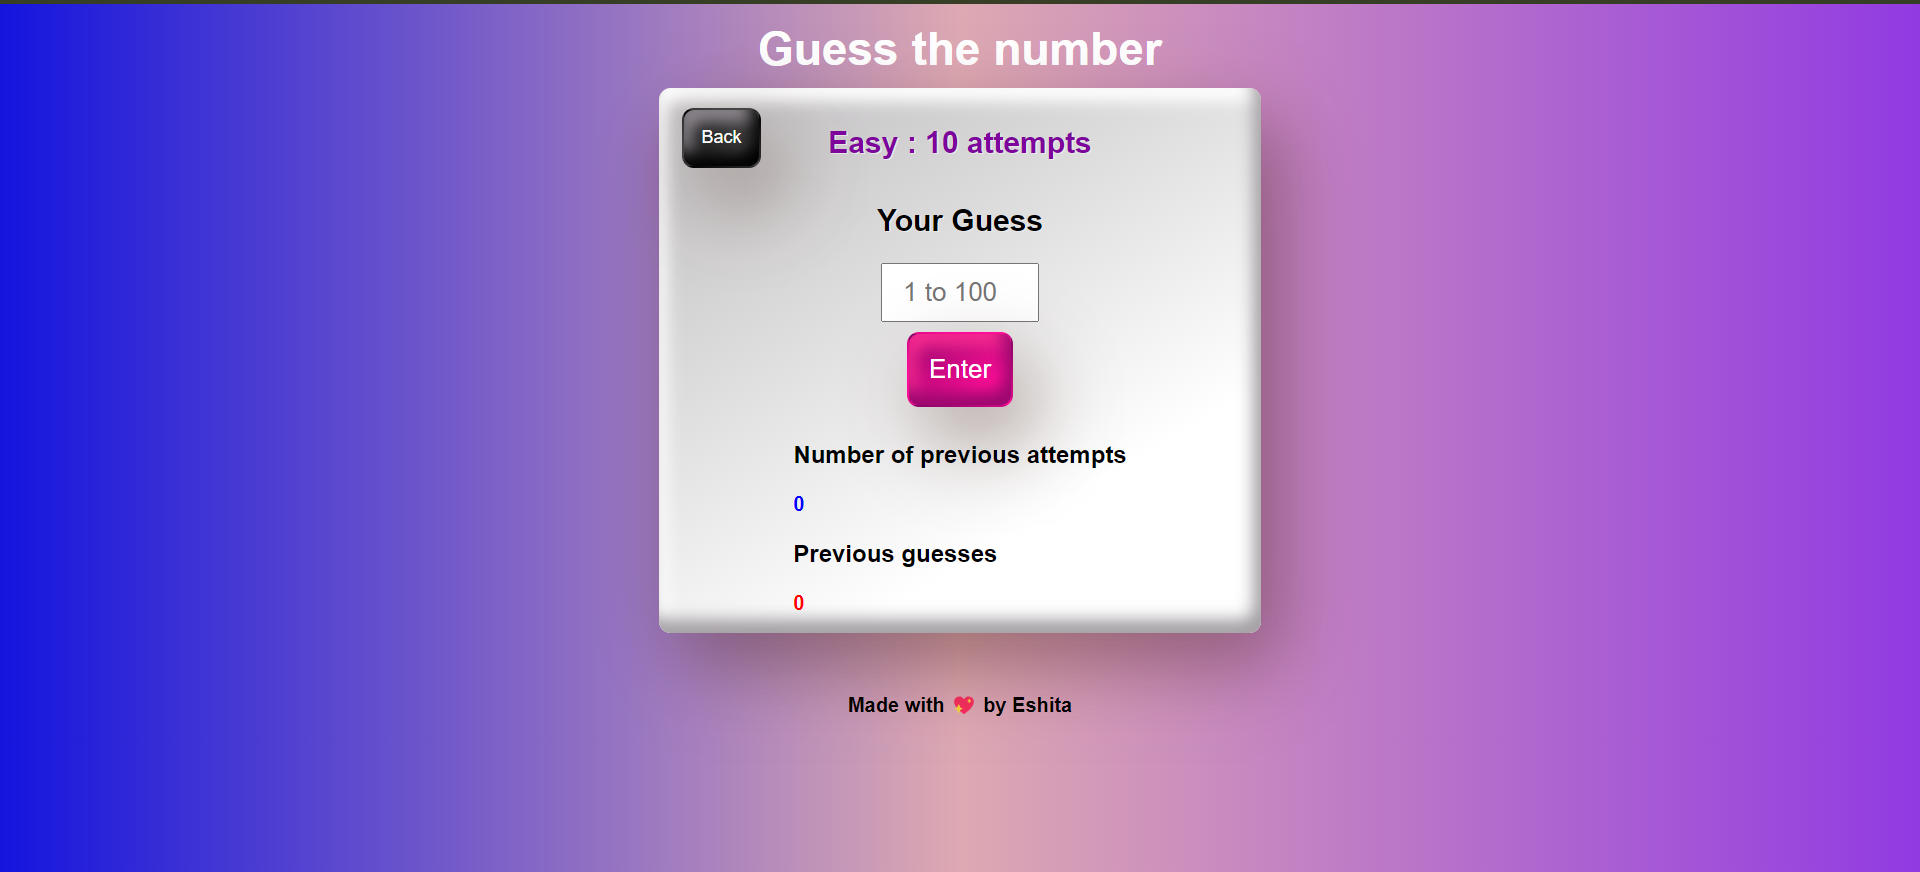 Guess the number
Back
Easy : 10 attempts
Your Guess
1 to 100
Enter
Number of previous attempts
0
Previous guesses
0
Made with 💖 by Eshita